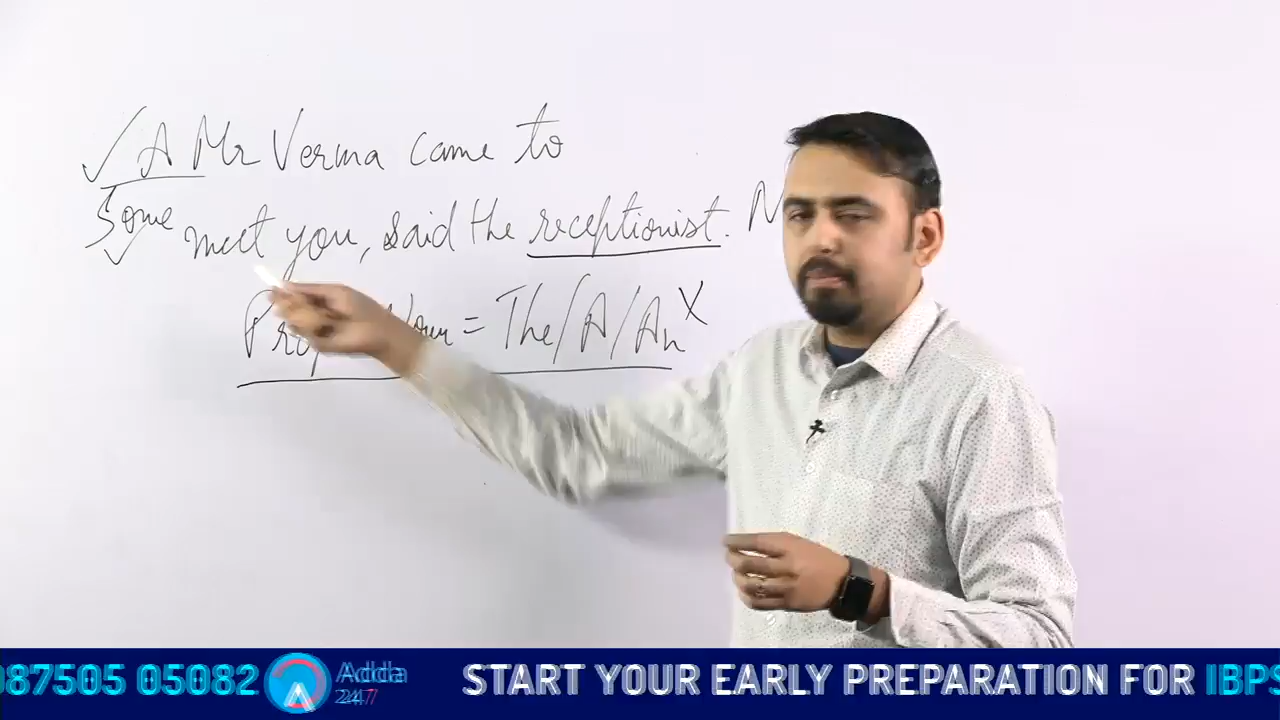 ✓ A Mr Verma came to
Some meet you, said the receptionist. N
Noun = The/A/An X
087505 05082 Adda 247 START YOUR EARLY PREPARATION FOR IBPS